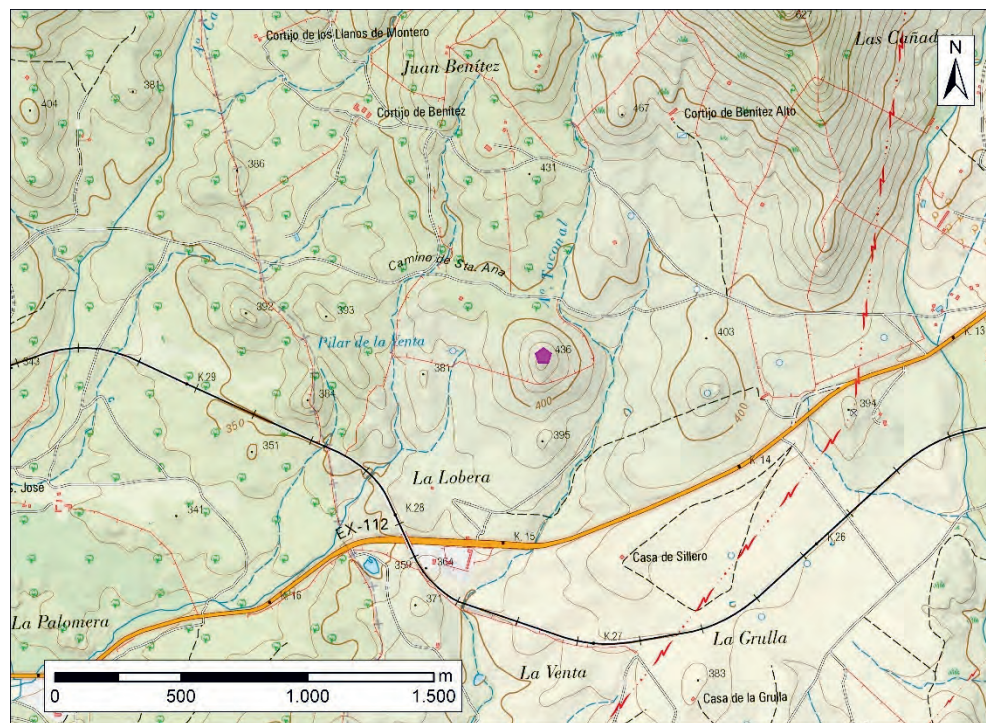 627
Las Cañad
N
Cortijo de los Llanos de Montero
Aº. Ca
Juan Benítez
381
404
Cortijo de Benítez
467
Cortijo de Benítez Alto
386
431
Camino de Sta. Ana
Aº. Toconal
392
393
403
K. 13
Pilar de la Venta
436
343
381
K.29
384
400
400
394
350
351
395
K. 14
La Lobera
s. José
341
K.28
EX-112
K. 15
K.26
Casa de Sillero
359
364
371
K.16
La Palomera
K.27
La Grulla
La Venta
383
Casa de la Grulla
0 500 1.000 1.500 m